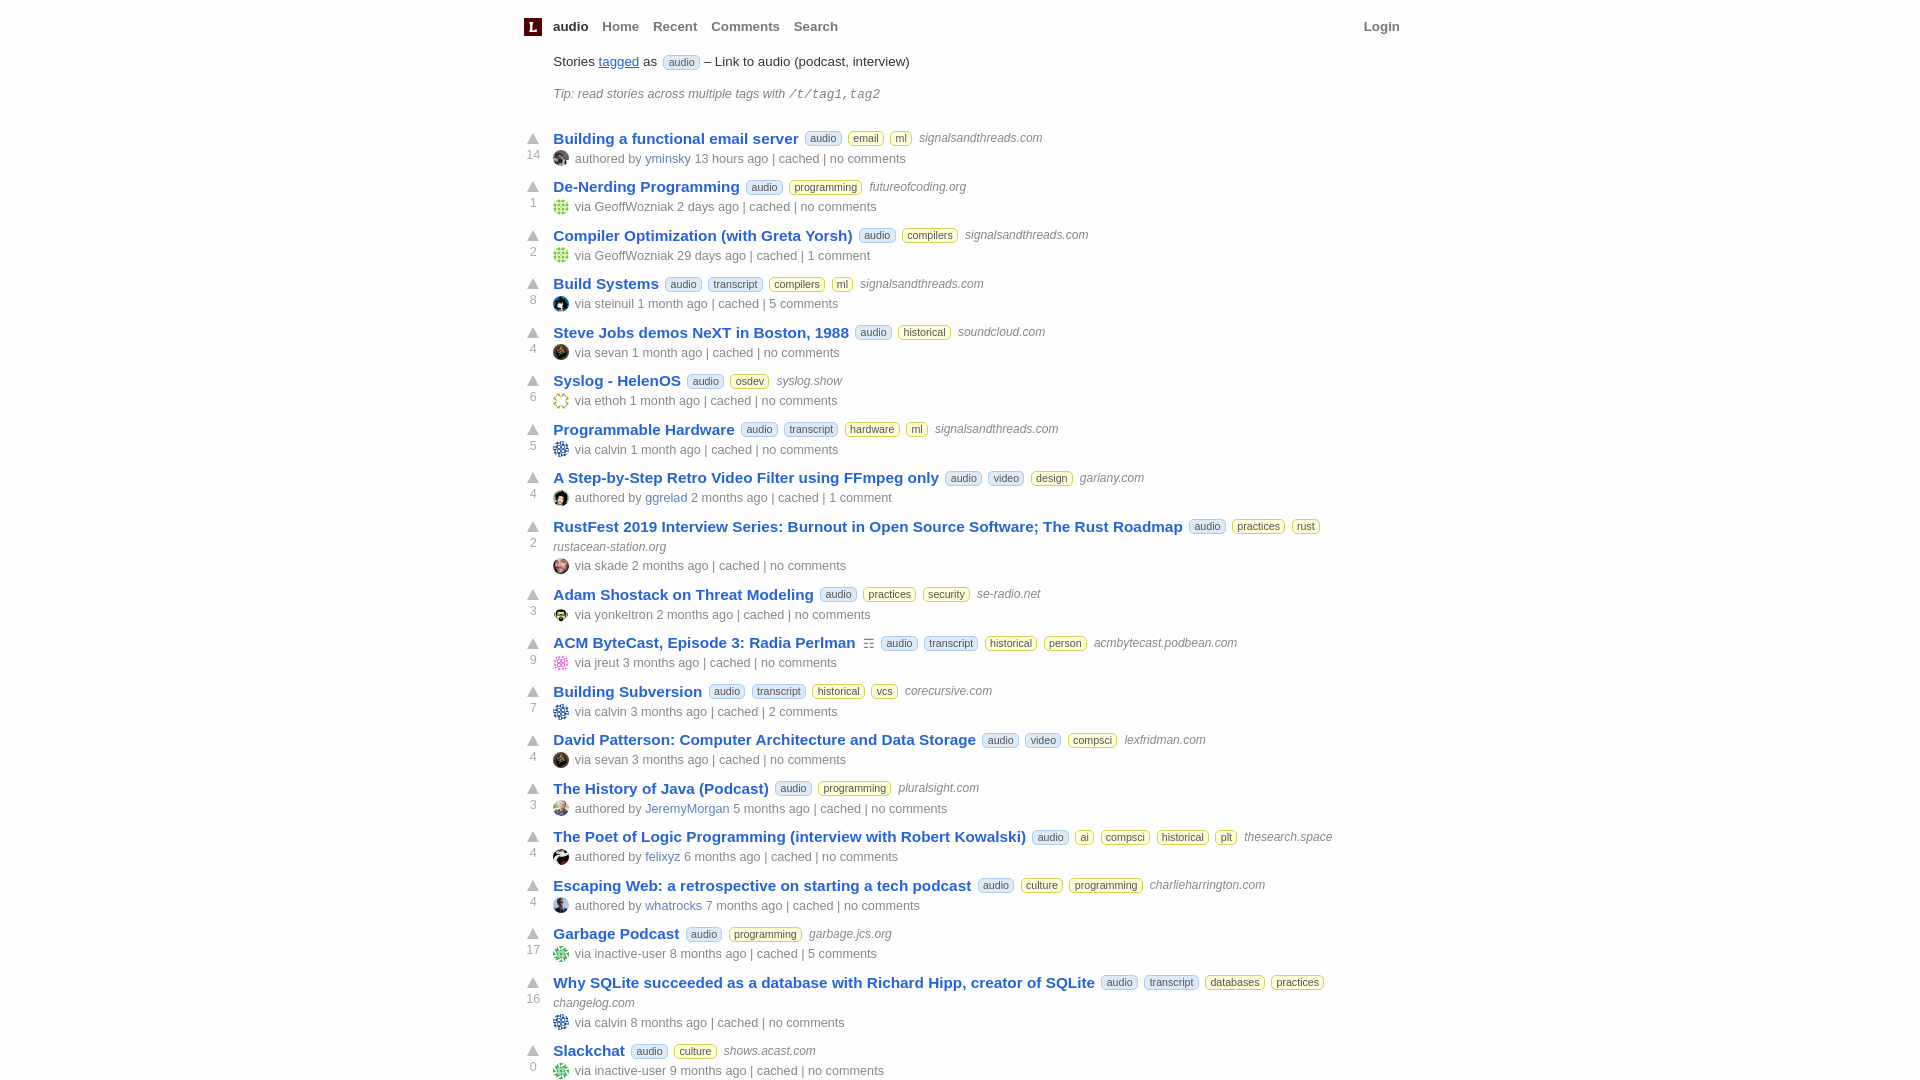 L audio Home Recent Comments Search Login
Stories tagged as audio – Link to audio (podcast, interview)
Tip: read stories across multiple tags with /t/tag1,tag2
Building a functional email server audio email ml signalsandthreads.com
14 authored by yminsky 13 hours ago | cached | no comments
De-Nerding Programming audio programming futureofcoding.org
1 via GeoffWozniak 2 days ago | cached | no comments
Compiler Optimization (with Greta Yorsh) audio compilers signalsandthreads.com
2 via GeoffWozniak 29 days ago | cached | 1 comment
Build Systems audio transcript compilers ml signalsandthreads.com
8 via steinuil 1 month ago | cached | 5 comments
Steve Jobs demos NeXT in Boston, 1988 audio historical soundcloud.com
4 via sevan 1 month ago | cached | no comments
Syslog - HelenOS audio osdev syslog.show
6 via ethoh 1 month ago | cached | no comments
Programmable Hardware audio transcript hardware ml signalsandthreads.com
5 via calvin 1 month ago | cached | no comments
A Step-by-Step Retro Video Filter using FFmpeg only audio video design gariany.com
4 authored by ggrelad 2 months ago | cached | 1 comment
RustFest 2019 Interview Series: Burnout in Open Source Software; The Rust Roadmap audio practices rust
2 rustacean-station.org
via skade 2 months ago | cached | no comments
Adam Shostack on Threat Modeling audio practices security se-radio.net
3 via yonkeltron 2 months ago | cached | no comments
ACM ByteCast, Episode 3: Radia Perlman ☶ audio transcript historical person acmbytecast.podbean.com
9 via jreut 3 months ago | cached | no comments
Building Subversion audio transcript historical vcs corecursive.com
7 via calvin 3 months ago | cached | 2 comments
David Patterson: Computer Architecture and Data Storage audio video compsci lexfridman.com
4 via sevan 3 months ago | cached | no comments
The History of Java (Podcast) audio programming pluralsight.com
3 authored by JeremyMorgan 5 months ago | cached | no comments
The Poet of Logic Programming (interview with Robert Kowalski) audio ai compsci historical plt thesearch.space
4 authored by felixyz 6 months ago | cached | no comments
Escaping Web: a retrospective on starting a tech podcast audio culture programming charlieharrington.com
4 authored by whatrocks 7 months ago | cached | no comments
Garbage Podcast audio programming garbage.jcs.org
17 via inactive-user 8 months ago | cached | 5 comments
Why SQLite succeeded as a database with Richard Hipp, creator of SQLite audio transcript databases practices
16 changelog.com
via calvin 8 months ago | cached | no comments
Slackchat audio culture shows.acast.com
0 via inactive-user 9 months ago | cached | no comments